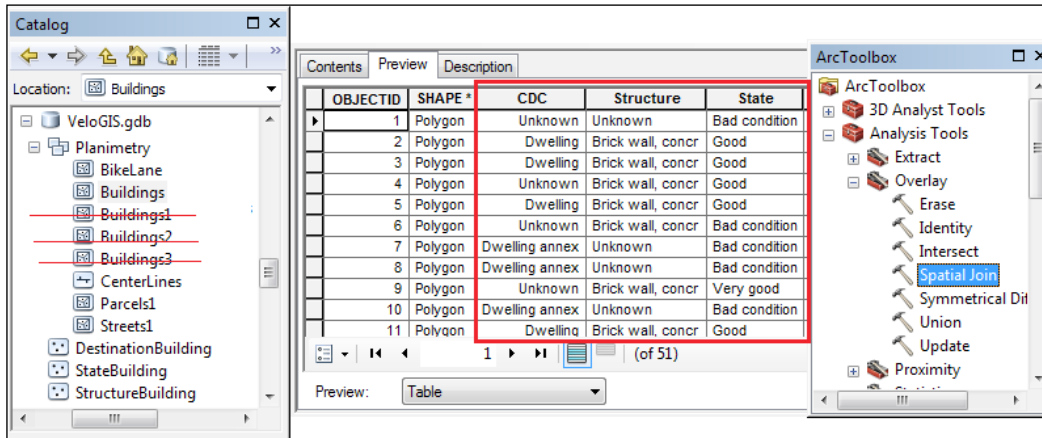 Catalog
Location: Buildings
VeloGIS.gdb
Planimetry
BikeLane
Buildings
Buildings1
Buildings2
Buildings3
CenterLines
Parcels1
Streets1
DestinationBuilding
StateBuilding
StructureBuilding
Contents Preview Description
OBJECTID SHAPE * CDC Structure State
1 Polygon Unknown Unknown Bad condition
2 Polygon Dwelling Brick wall, concr Good
3 Polygon Dwelling Brick wall, concr Good
4 Polygon Unknown Brick wall, concr Good
5 Polygon Dwelling Brick wall, concr Good
6 Polygon Unknown Brick wall, concr Bad condition
7 Polygon Dwelling annex Unknown Bad condition
8 Polygon Dwelling annex Unknown Bad condition
9 Polygon Unknown Brick wall, concr Very good
10 Polygon Dwelling annex Unknown Bad condition
11 Polygon Dwelling Brick wall, concr Good
1 (of 51)
Preview: Table
ArcToolbox
ArcToolbox
3D Analyst Tools
Analysis Tools
Extract
Overlay
Erase
Identity
Intersect
Spatial Join
Symmetrical Dif
Union
Update
Proximity